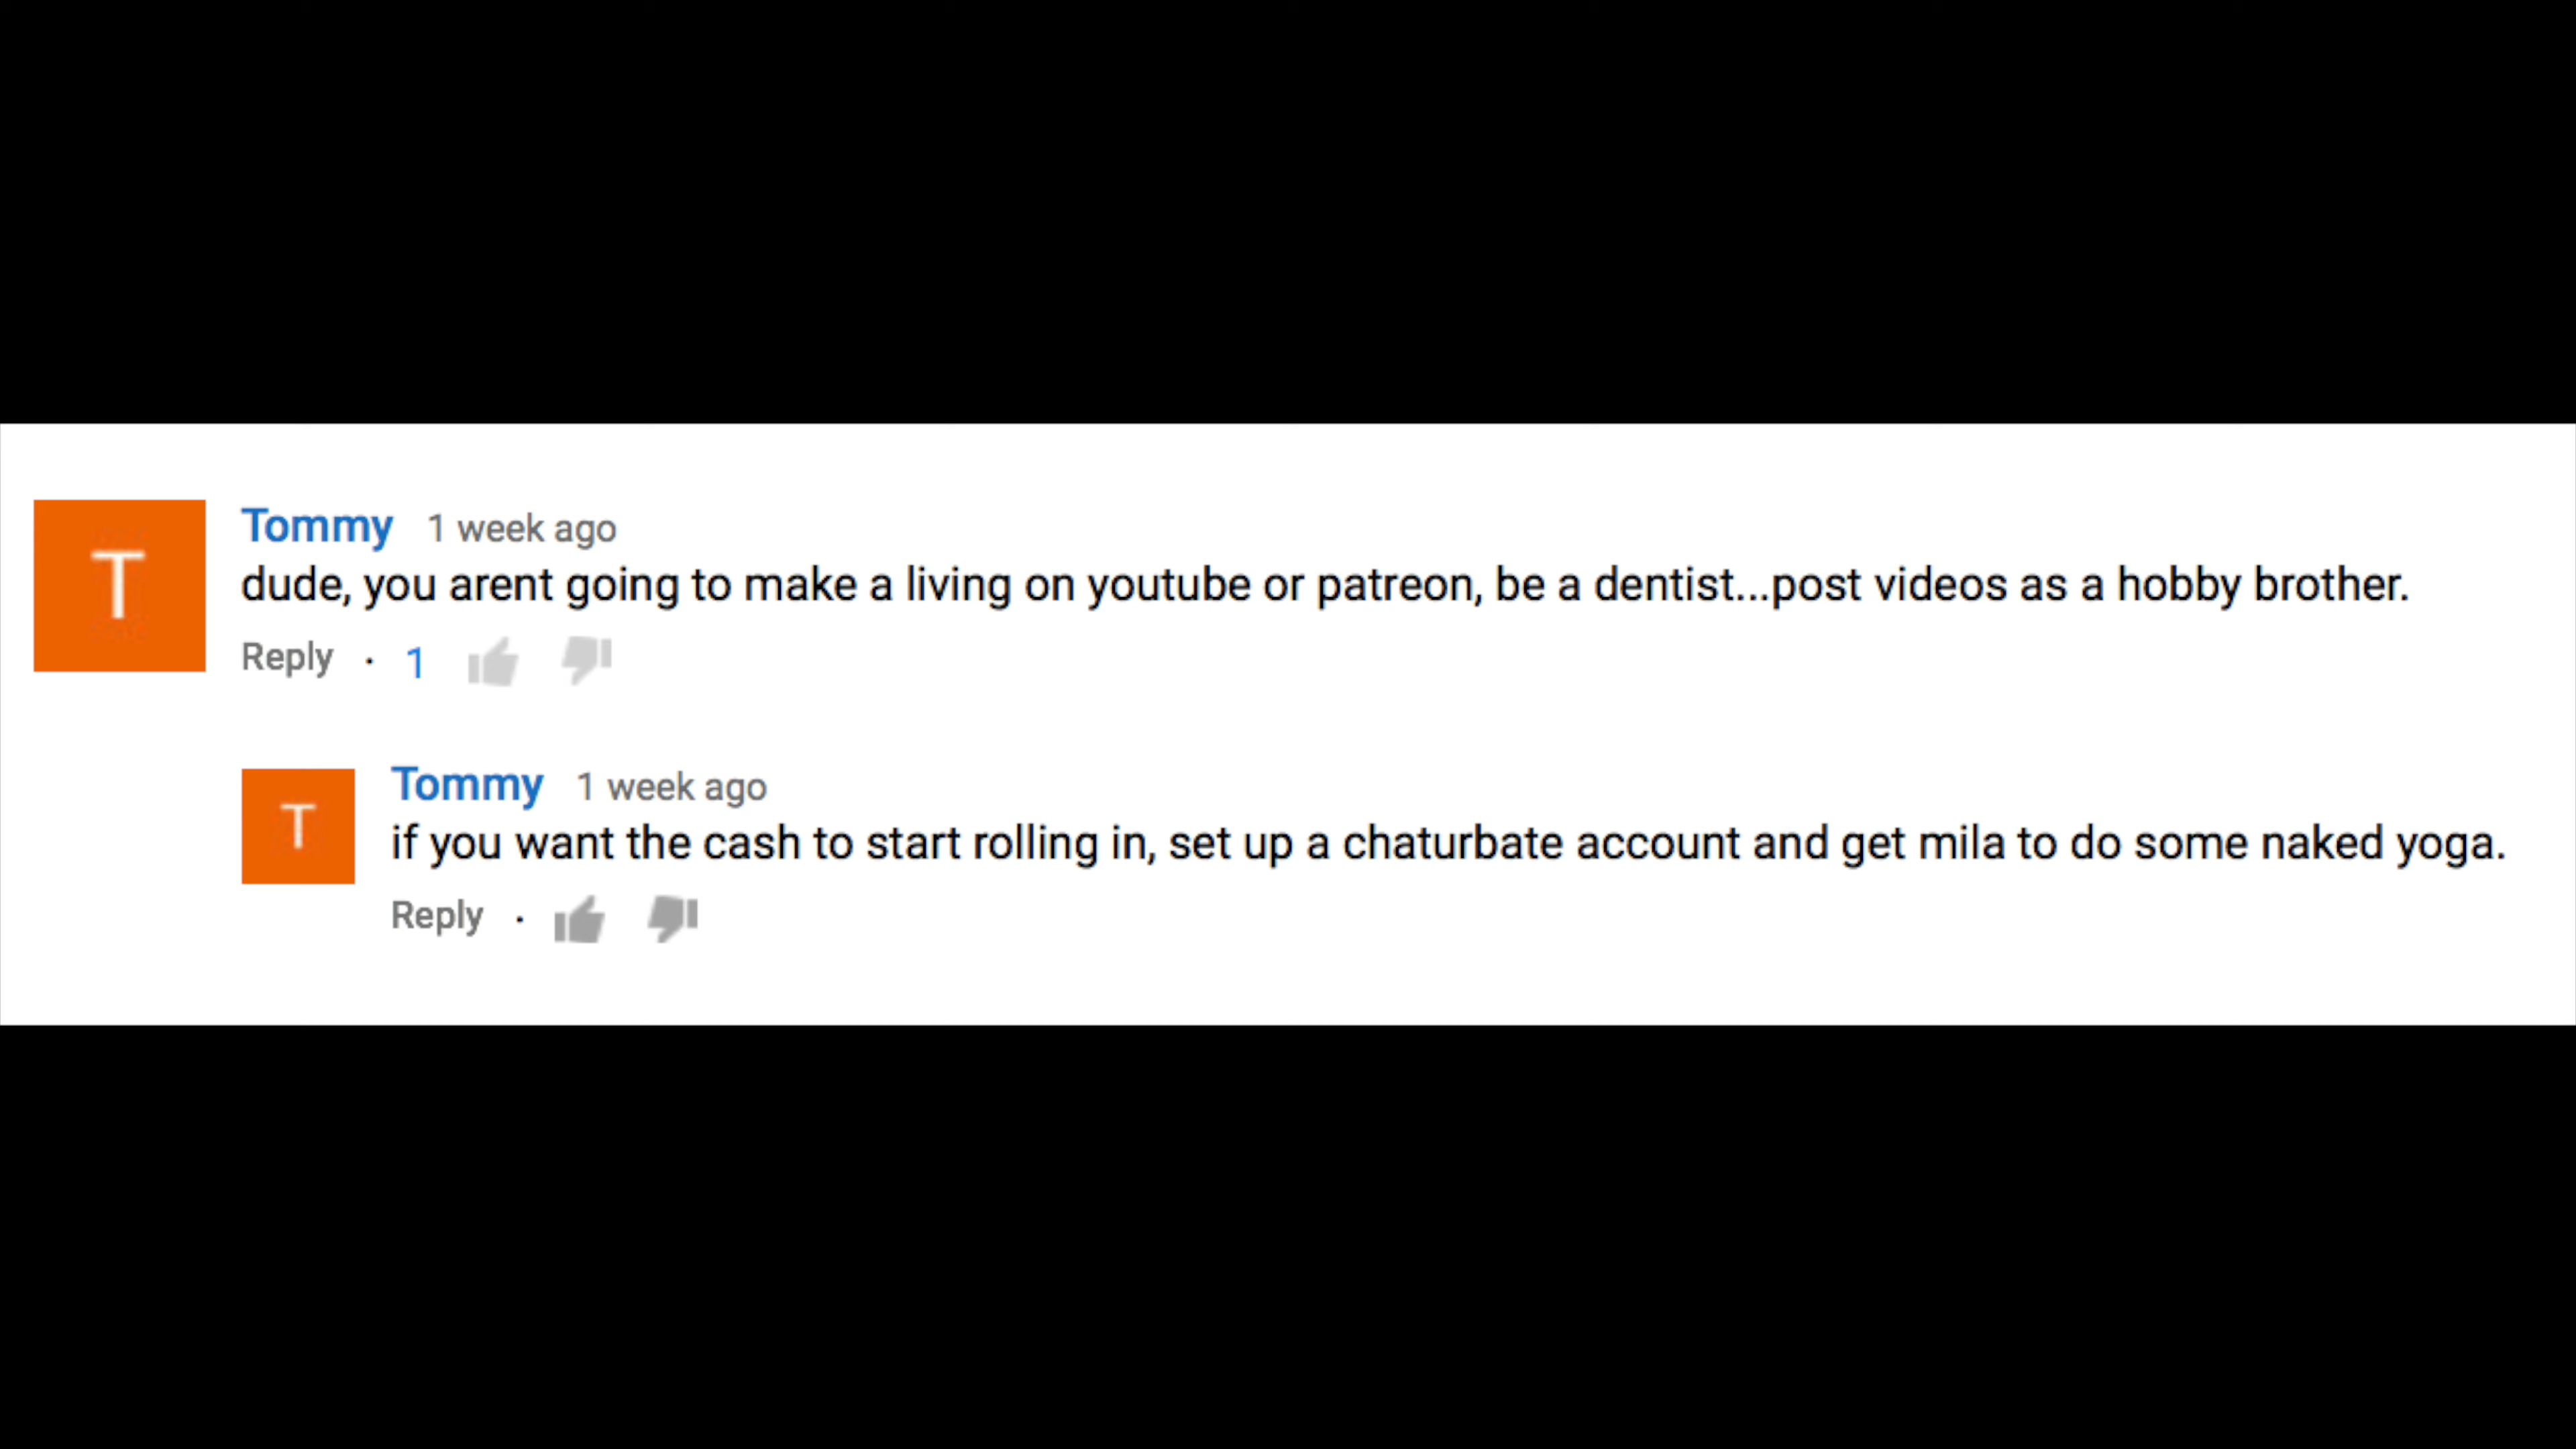 T
Tommy 1 week ago
dude, you arent going to make a living on youtube or patreon, be a dentist...post videos as a hobby brother.
Reply · 1
T
Tommy 1 week ago
if you want the cash to start rolling in, set up a chaturbate account and get mila to do some naked yoga.
Reply ·